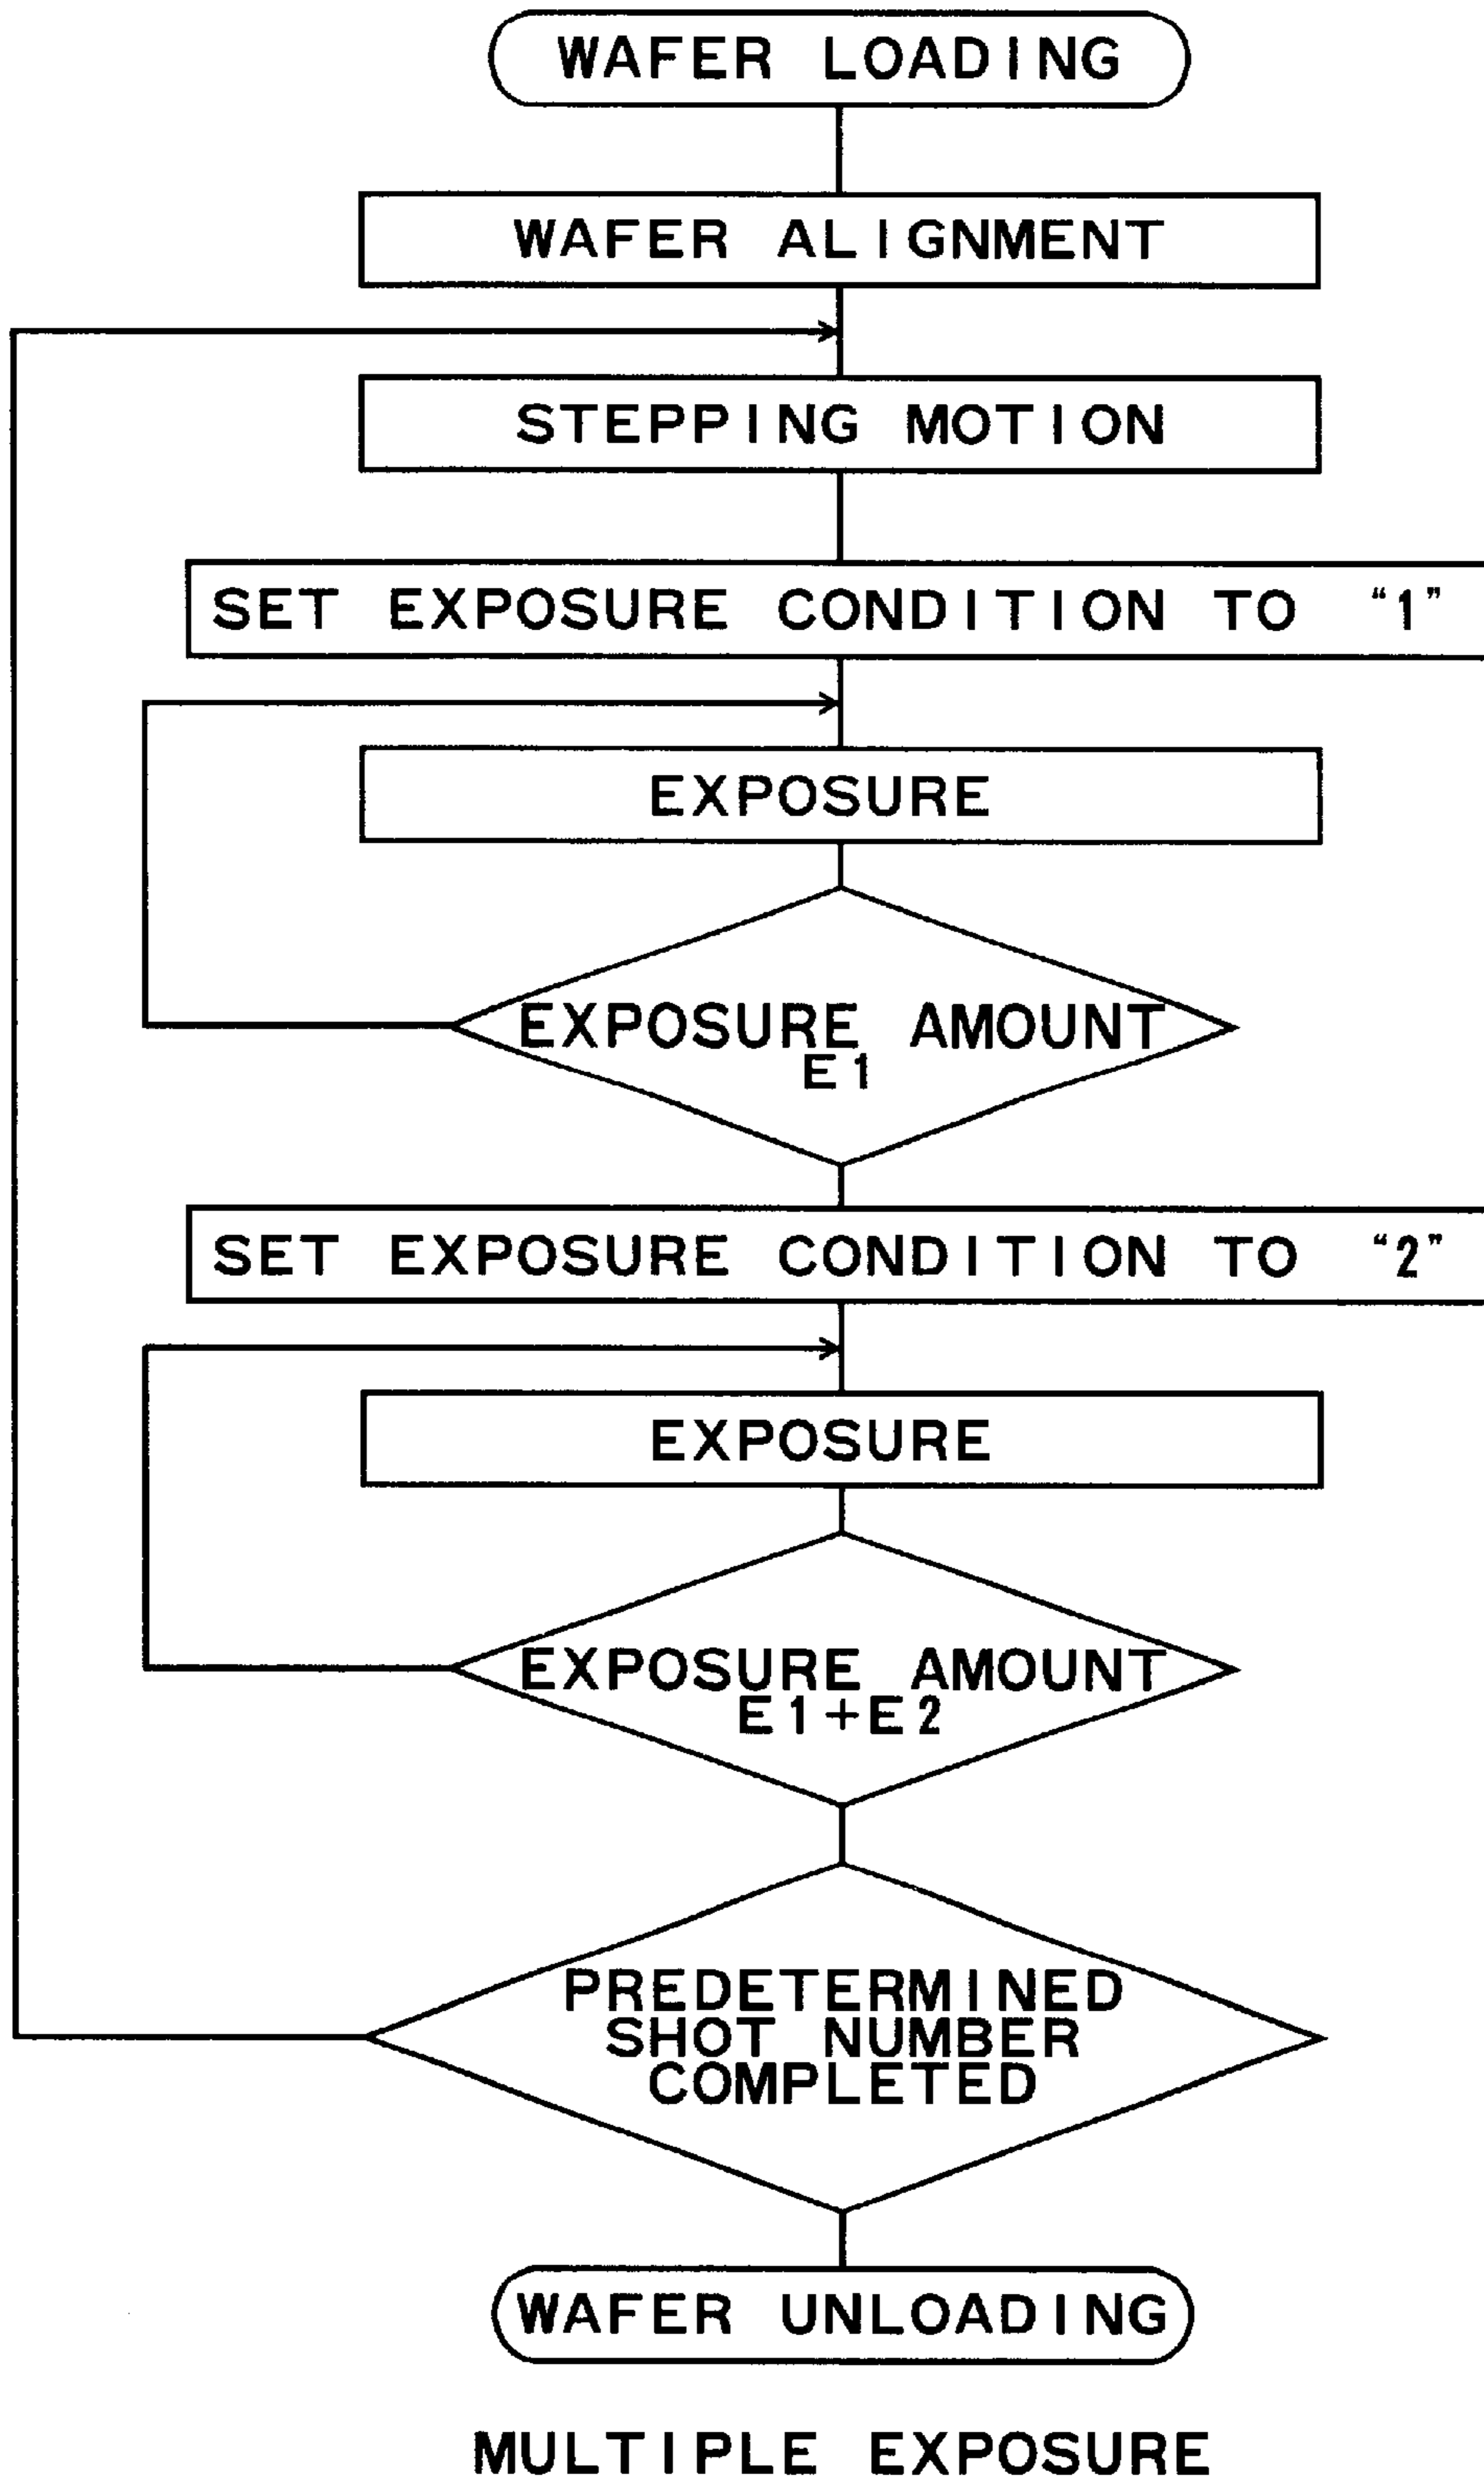 WAFER LOADING
WAFER ALIGNMENT
STEPPING MOTION
SET EXPOSURE CONDITION TO “1”
EXPOSURE
EXPOSURE AMOUNT
E1
SET EXPOSURE CONDITION TO “2”
EXPOSURE
EXPOSURE AMOUNT
E1+E2
PREDETERMINED
SHOT NUMBER
COMPLETED
WAFER UNLOADING
MULTIPLE EXPOSURE